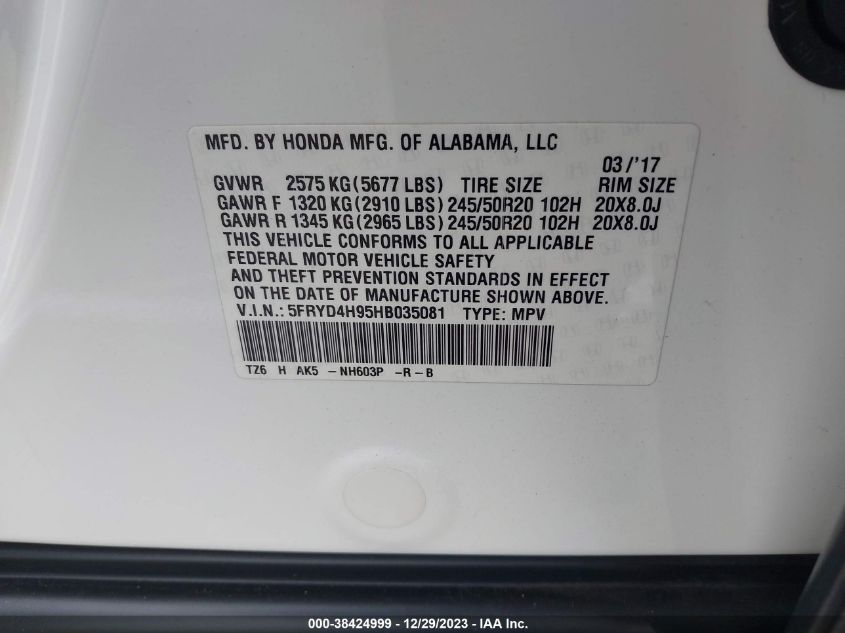 MFD. BY HONDA MFG. OF ALABAMA, LLC
03/'17
GVWR 2575 KG(5677 LBS) TIRE SIZE RIM SIZE
GAWR F 1320 KG(2910 LBS) 245/50R20 102H 20X8.0J
GAWR R 1345 KG(2965 LBS) 245/50R20 102H 20X8.0J
THIS VEHICLE CONFORMS TO ALL APPLICABLE
FEDERAL MOTOR VEHICLE SAFETY
AND THEFT PREVENTION STANDARDS IN EFFECT
ON THE DATE OF MANUFACTURE SHOWN ABOVE.
V.I.N.: 5FRYD4H95HB035081 TYPE: MPV
TZ6 H AK5 -NH603P -R-B
000-38424999 - 12/29/2023 - IAA Inc.